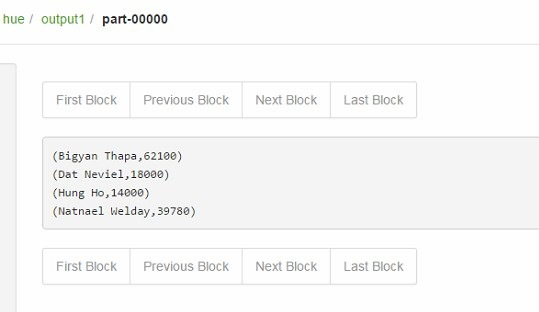 hue / output1 / part-00000
First Block Previous Block Next Block Last Block
(Bigyan Thapa,62100)
(Dat Neviel,18000)
(Hung Ho,14000)
(Natnael Welday,39780)
First Block Previous Block Next Block Last Block